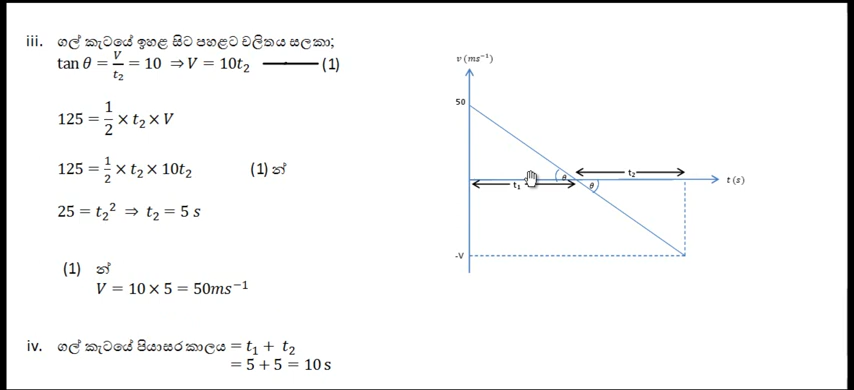 iii. ගල් කැටයේ ඉහළ සිට පහළට චලිතය සලකා;
tan θ = V/t₂ = 10 ⇒ V = 10t₂ ——— (1)
125 = 1/2 × t₂ × V
125 = 1/2 × t₂ × 10t₂ (1) න්
25 = t₂² ⇒ t₂ = 5 s
(1) න්
V = 10 × 5 = 50ms⁻¹
iv. ගල් කැටයේ පියාසර කාලය = t₁ + t₂
= 5 + 5 = 10 s
v (ms⁻¹)
50
t₂
θ
t₁
θ
t (s)
-V